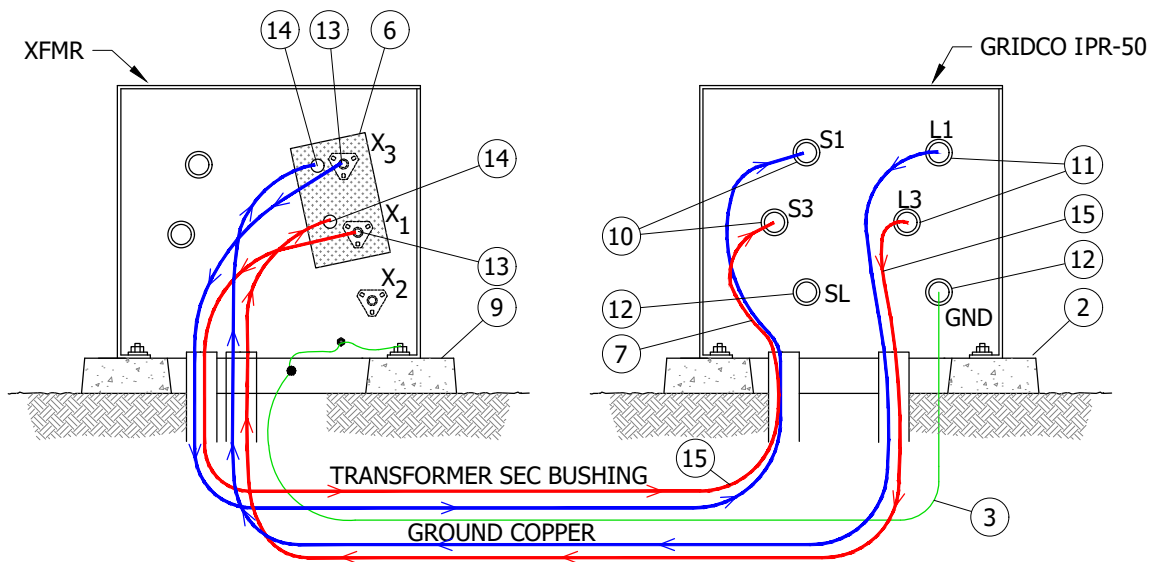 14
13
6
XFMR
GRIDCO IPR-50
X3
S1
L1
14
11
X1
S3
L3
10
15
13
12
X2
12
SL
9
GND
2
7
TRANSFORMER SEC BUSHING
15
GROUND COPPER
3